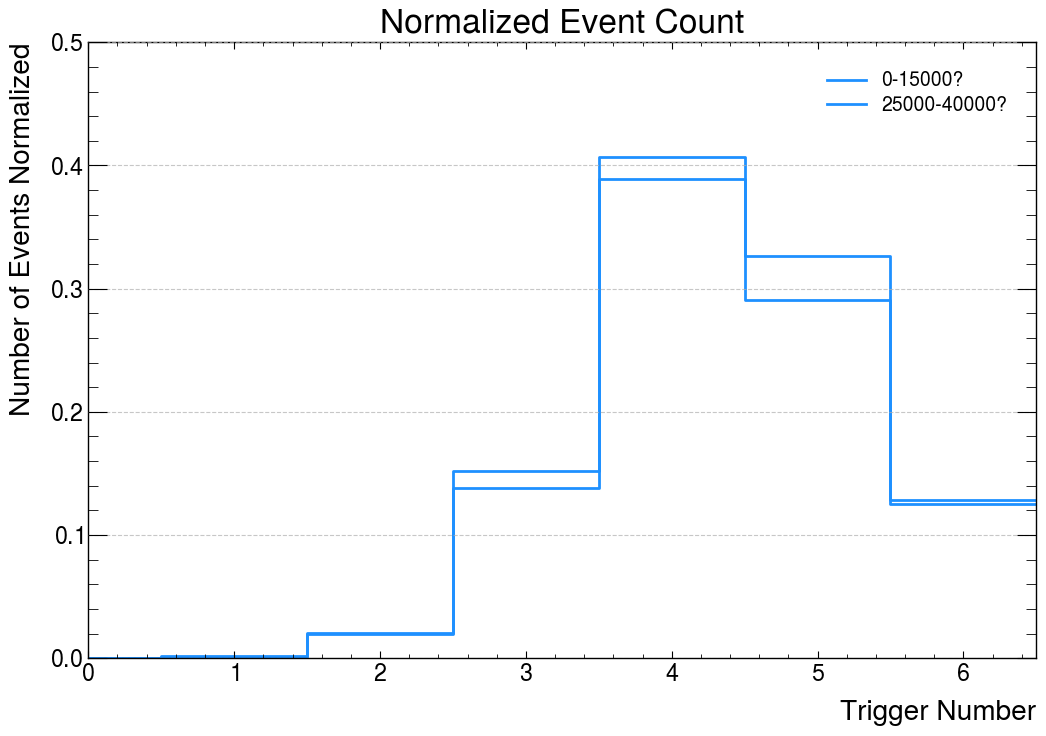 Normalized Event Count
Number of Events Normalized
0.5
0.4
0.3
0.2
0.1
0.0
0-15000?
25000-40000?
0 1 2 3 4 5 6
Trigger Number